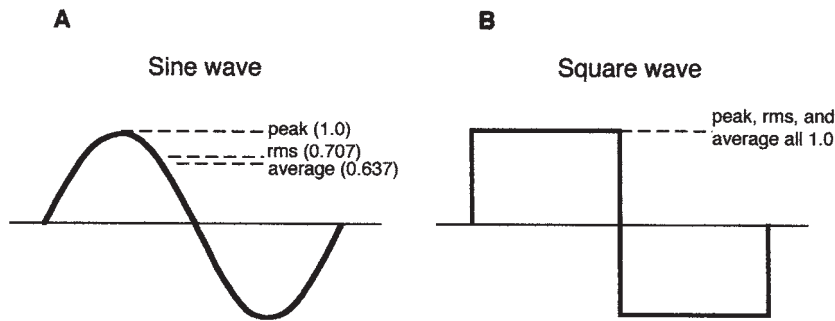 A
Sine wave
peak (1.0)
rms (0.707)
average (0.637)
B
Square wave
peak, rms, and
average all 1.0